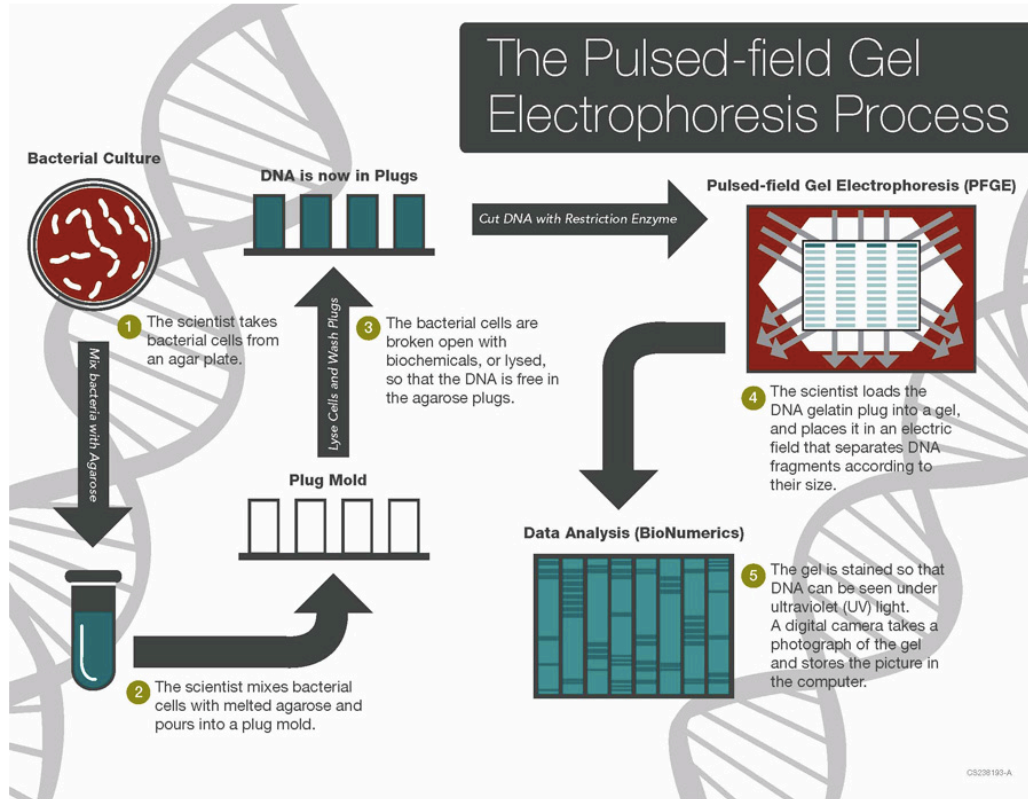 The Pulsed-field Gel
Electrophoresis Process
Bacterial Culture
1 The scientist takes
bacterial cells from
an agar plate.
Mix bacteria with Agarose
2 The scientist mixes bacterial
cells with melted agarose and
pours into a plug mold.
Plug Mold
Lyse Cells and Wash Plugs
3 The bacterial cells are
broken open with
biochemicals, or lysed,
so that the DNA is free in
the agarose plugs.
DNA is now in Plugs
Cut DNA with Restriction Enzyme
Pulsed-field Gel Electrophoresis (PFGE)
4 The scientist loads the
DNA gelatin plug into a gel,
and places it in an electric
field that separates DNA
fragments according to
their size.
Data Analysis (BioNumerics)
5 The gel is stained so that
DNA can be seen under
ultraviolet (UV) light.
A digital camera takes a
photograph of the gel
and stores the picture in
the computer.
CS238193-A